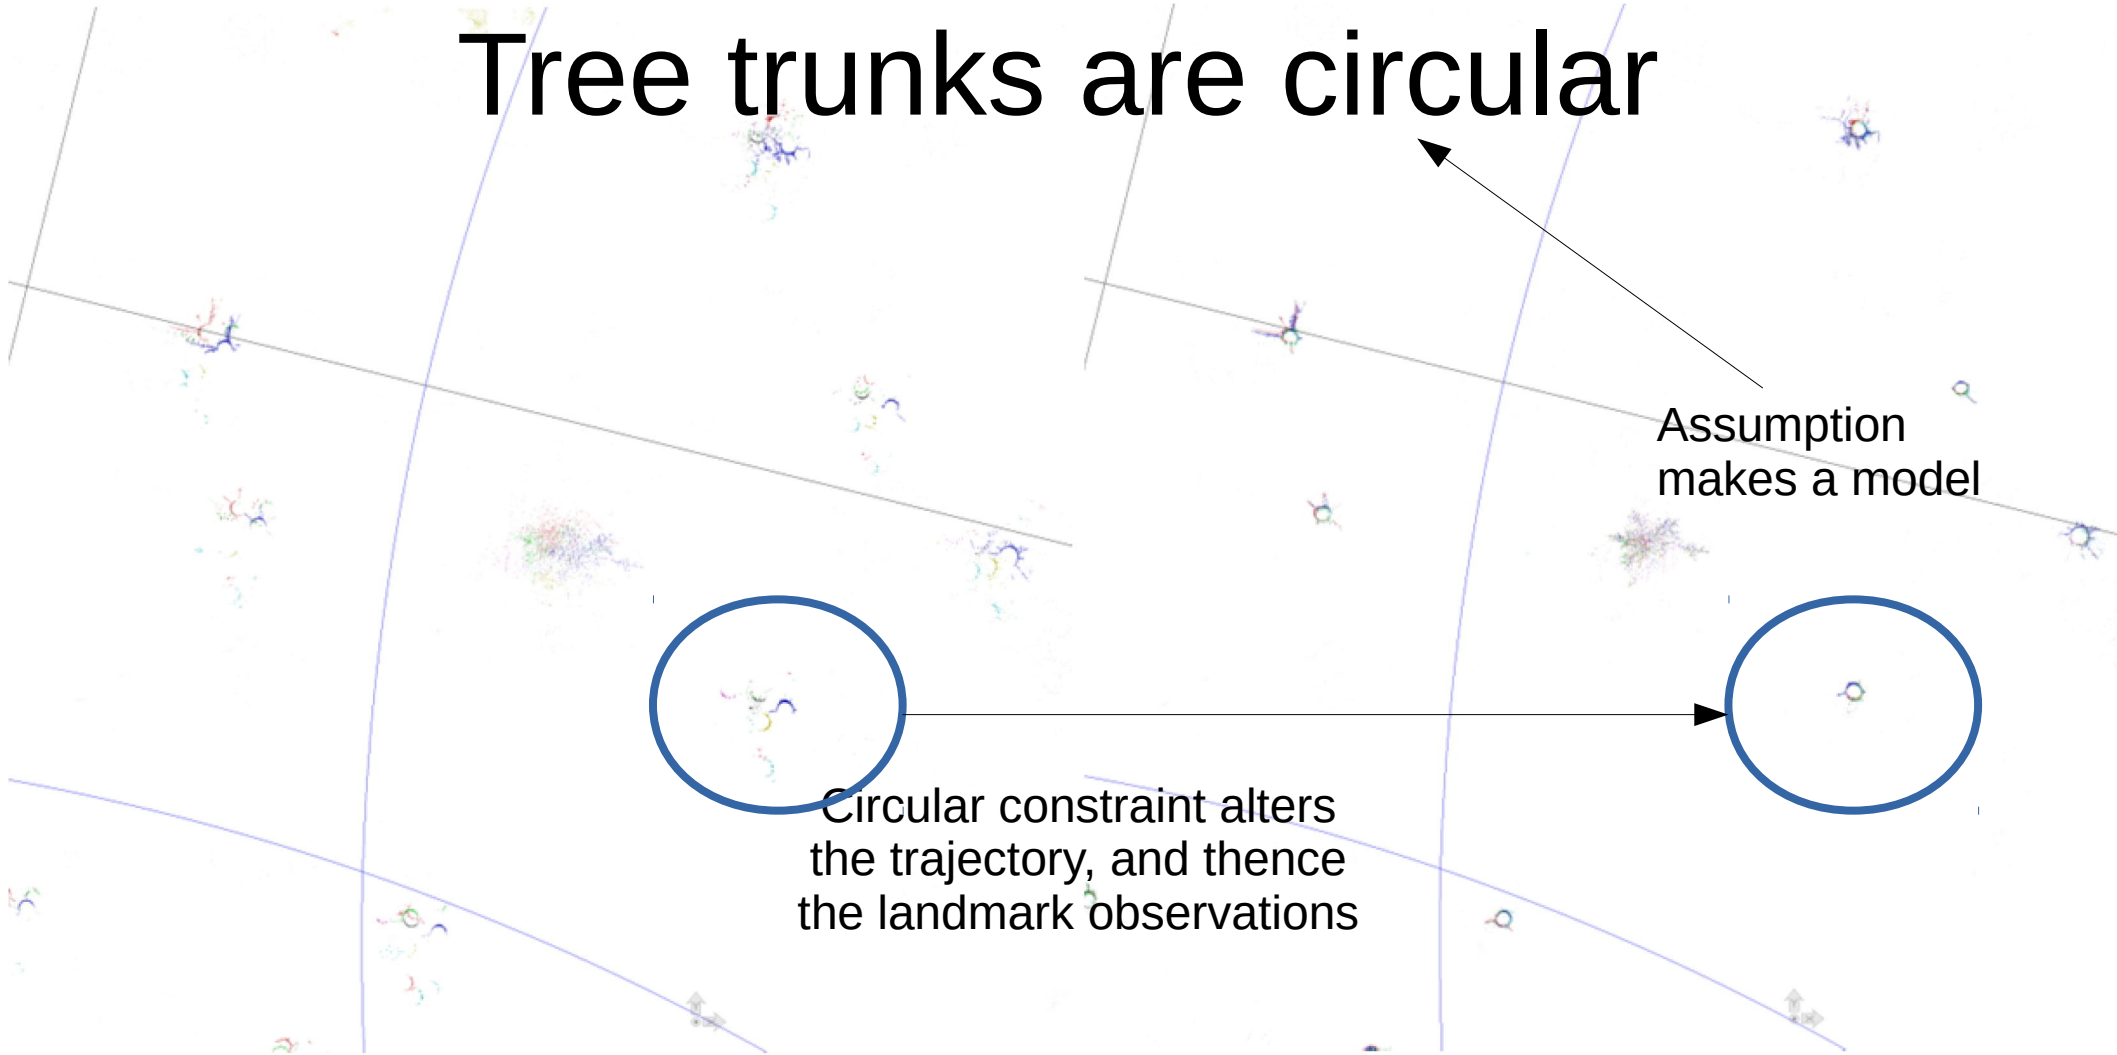 Tree trunks are circular
Assumption
makes a model
Circular constraint alters
the trajectory, and thence
the landmark observations